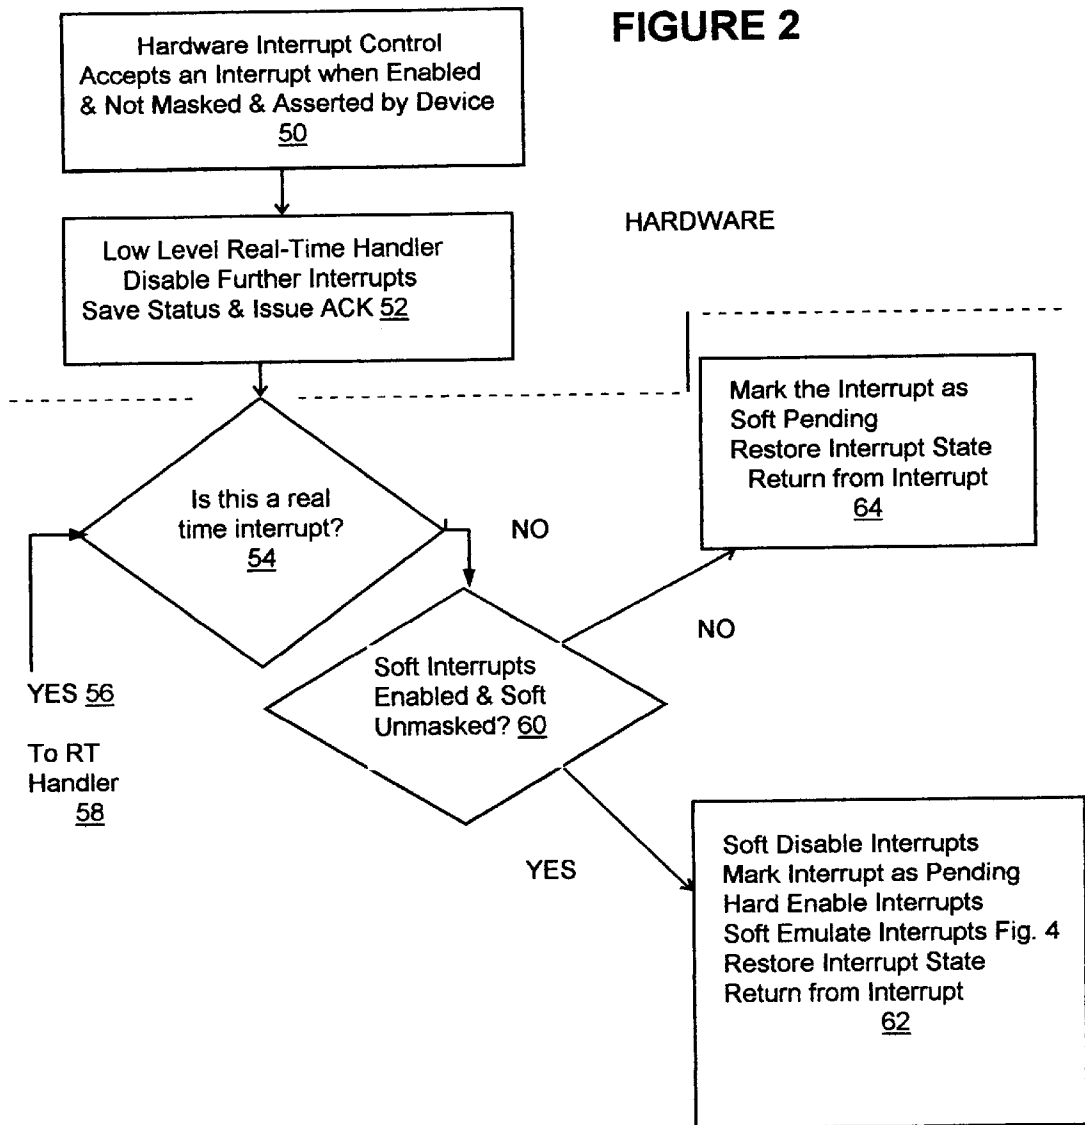 FIGURE 2
Hardware Interrupt Control
Accepts an Interrupt when Enabled
& Not Masked & Asserted by Device
50
Low Level Real-Time Handler
Disable Further Interrupts
Save Status & Issue ACK 52
HARDWARE
Mark the Interrupt as
Soft Pending
Restore Interrupt State
Return from Interrupt
64
Is this a real
time interrupt?
54
NO
NO
Soft Interrupts
Enabled & Soft
Unmasked? 60
YES 56
To RT
Handler
58
YES
Soft Disable Interrupts
Mark Interrupt as Pending
Hard Enable Interrupts
Soft Emulate Interrupts Fig. 4
Restore Interrupt State
Return from Interrupt
62